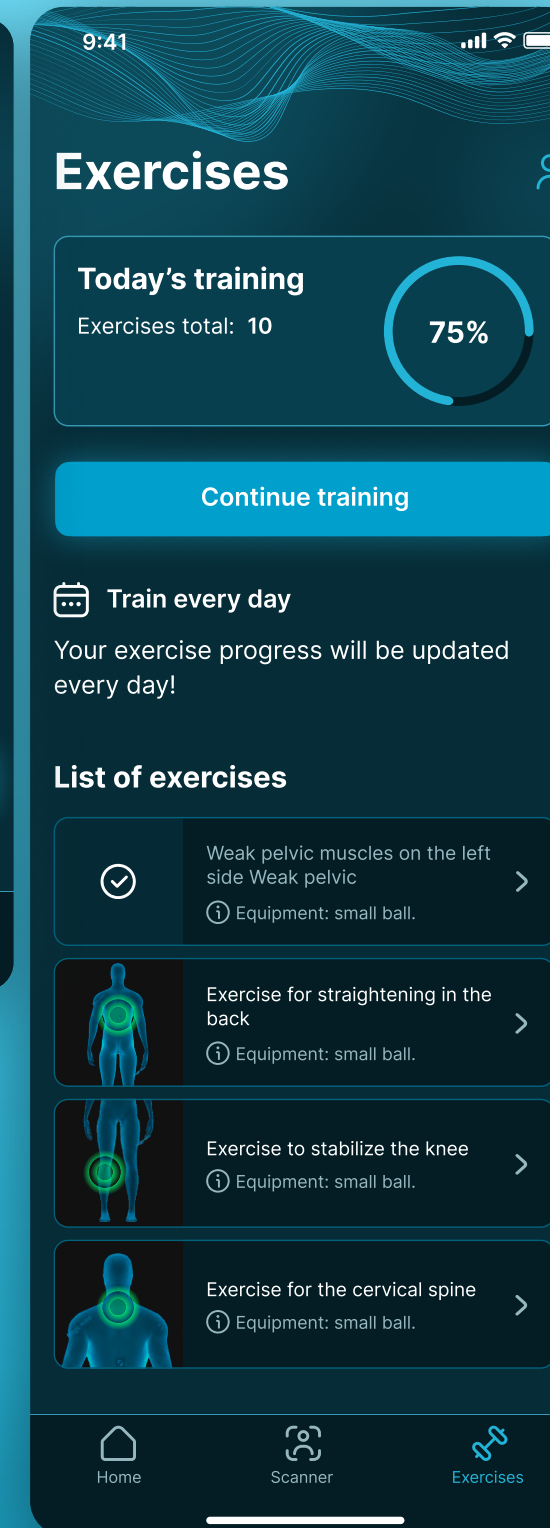 9:41
Exercises
Today’s training
Exercises total: 10
75%
Continue training
Train every day
Your exercise progress will be updated
every day!
List of exercises
Weak pelvic muscles on the left
side Weak pelvic
Equipment: small ball.
Exercise for straightening in the
back
Equipment: small ball.
Exercise to stabilize the knee
Equipment: small ball.
Exercise for the cervical spine
Equipment: small ball.
Home
Scanner
Exercises